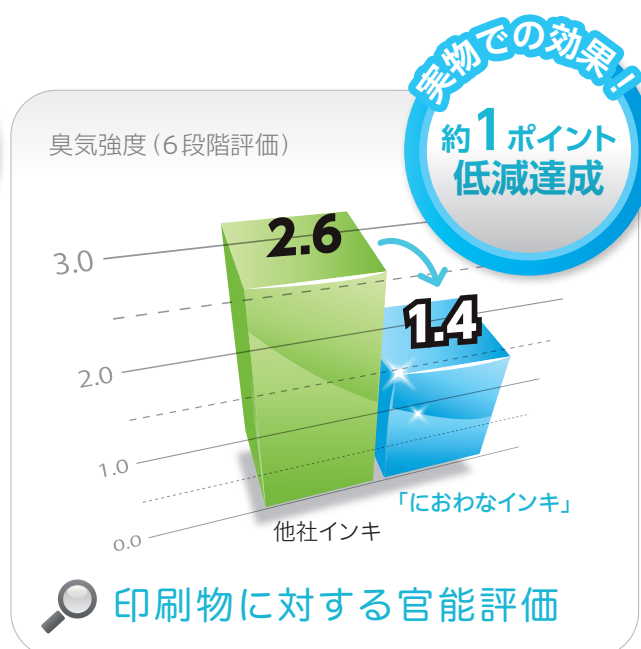 実物での効果!
約1ポイント
低減達成
臭気強度(6段階評価)
3.0
2.0
1.0
0.0
2.6
1.4
他社インキ
「におわなインキ」
印刷物に対する官能評価